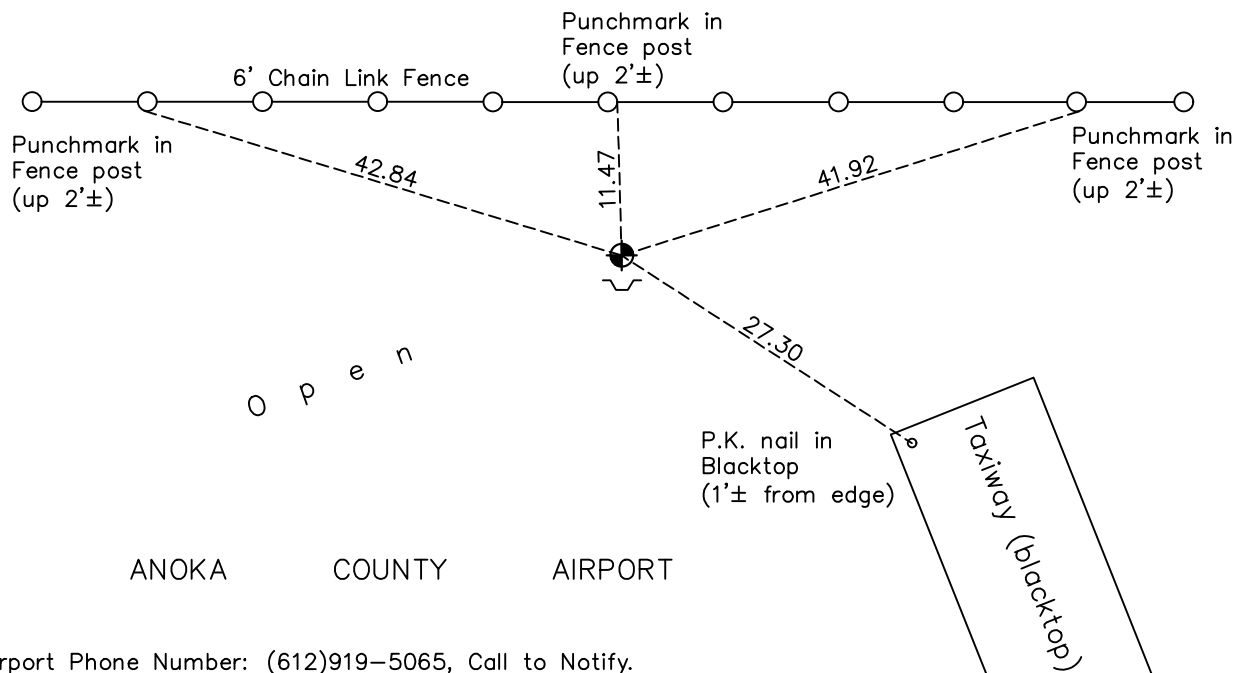 Punchmark in
Fence post
(up 2'±)
6' Chain Link Fence
Punchmark in
Fence post
(up 2'±)
Punchmark in
Fence post
(up 2'±)
42.84
11.47
41.92
27.30
Open
P.K. nail in
Blacktop
(1'± from edge)
Taxiway (blacktop)
ANOKA COUNTY AIRPORT
rport Phone Number: (612)919–5065, Call to Notify.